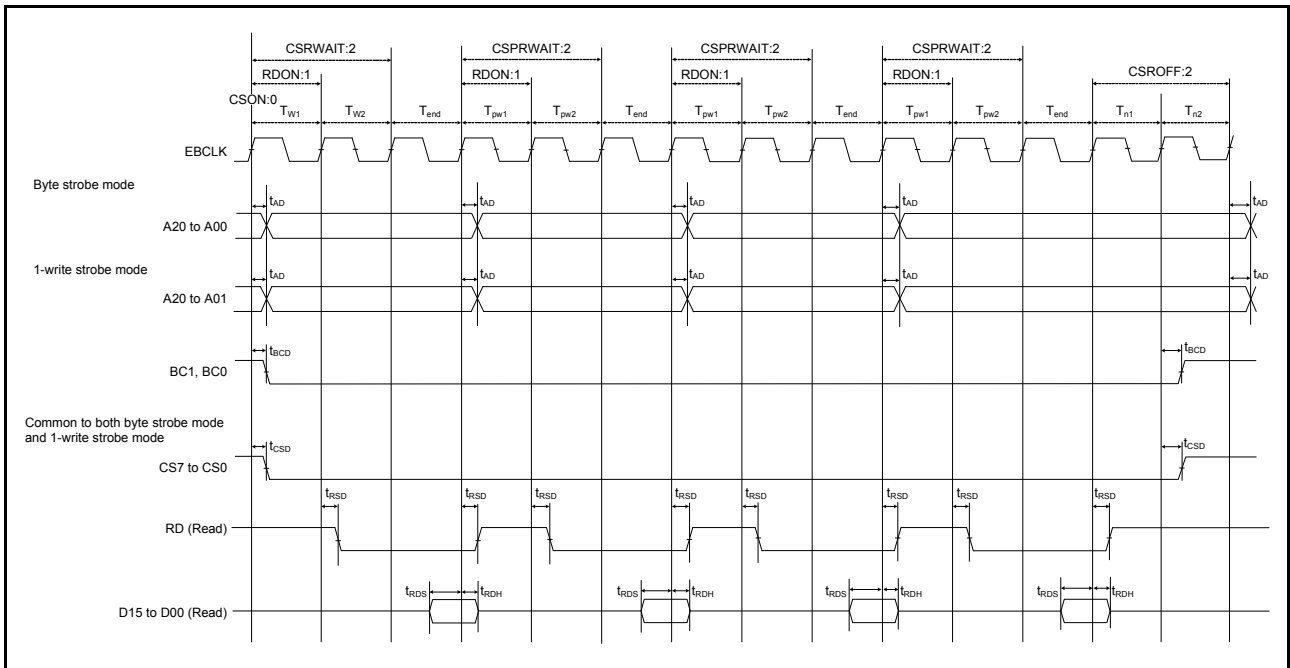 CSRWAIT:2 CSPRWAIT:2 CSPRWAIT:2 CSPRWAIT:2
RDON:1 RDON:1 RDON:1 RDON:1 CSROFF:2
CSON:0
TW1 TW2 Tend Tpw1 Tpw2 Tend Tpw1 Tpw2 Tend Tpw1 Tpw2 Tend Tn1 Tn2
EBCLK
Byte strobe mode
tAD tAD tAD tAD tAD
A20 to A00
1-write strobe mode
tAD tAD tAD tAD tAD
A20 to A01
tBCD tBCD
BC1, BC0
Common to both byte strobe mode
and 1-write strobe mode
tCSD tCSD
CS7 to CS0
tRSD tRSD tRSD tRSD tRSD tRSD tRSD tRSD
RD (Read)
tRDS tRDH tRDS tRDH tRDS tRDH tRDS tRDH
D15 to D00 (Read)